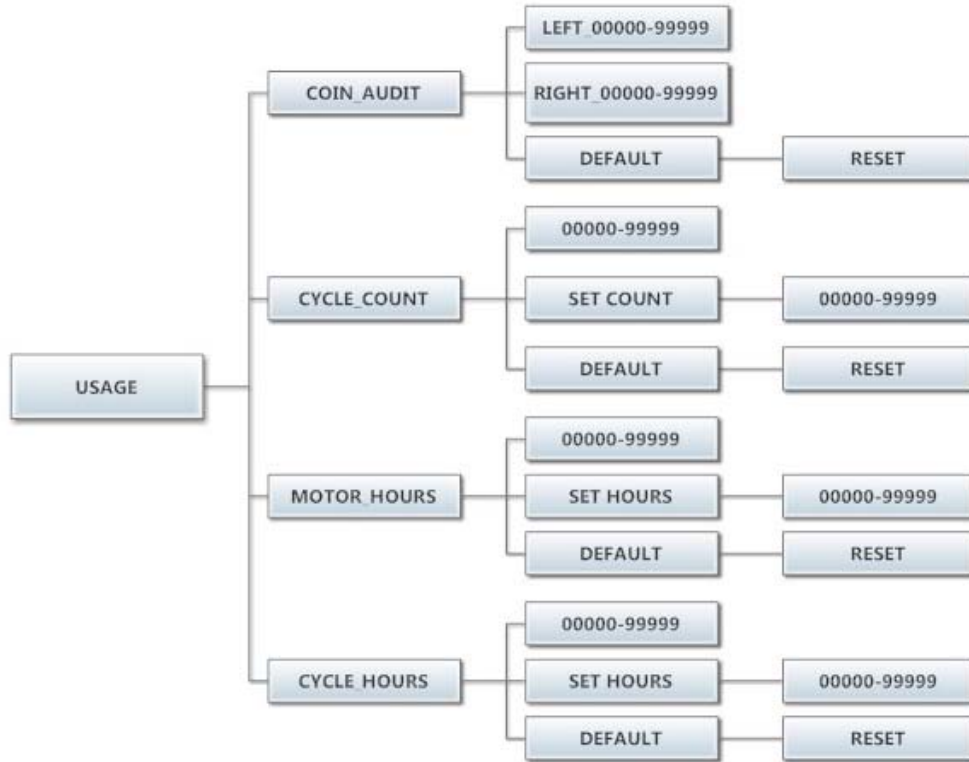 LEFT_00000-99999
COIN_AUDIT
RIGHT_00000-99999
DEFAULT
RESET
00000-99999
CYCLE_COUNT
SET COUNT
00000-99999
DEFAULT
RESET
USAGE
00000-99999
MOTOR_HOURS
SET HOURS
00000-99999
DEFAULT
RESET
00000-99999
CYCLE_HOURS
SET HOURS
00000-99999
DEFAULT
RESET